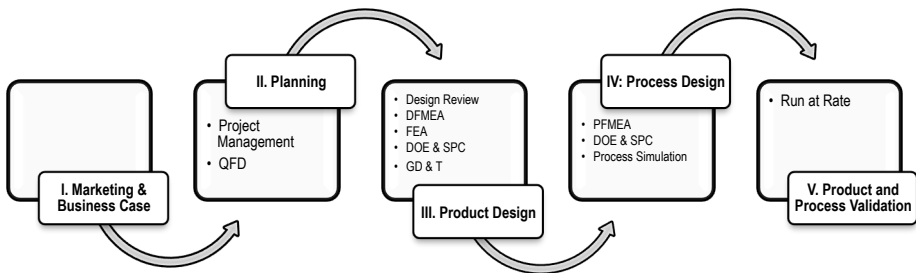 I. Marketing &
Business Case
II. Planning
• Project
Management
• QFD
• Design Review
• DFMEA
• FEA
• DOE & SPC
• GD & T
III. Product Design
IV: Process Design
• PFMEA
• DOE & SPC
• Process Simulation
• Run at Rate
V. Product and
Process Validation